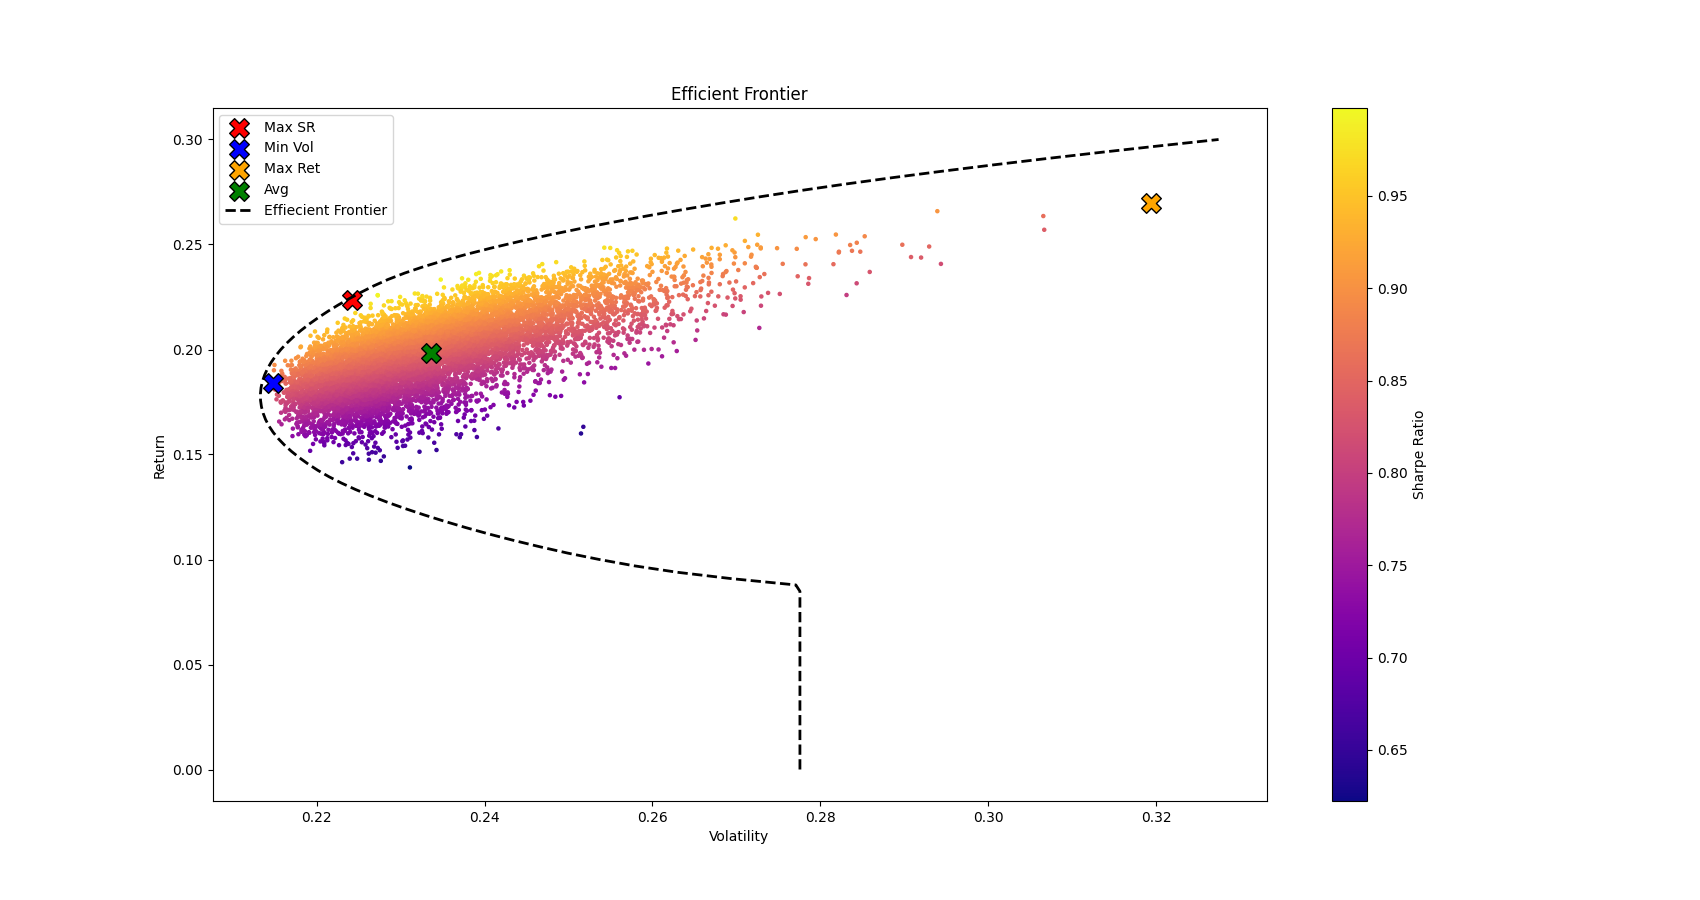 Efficient Frontier
Max SR
Min Vol
Max Ret
Avg
Effiecient Frontier
0.30
0.25
0.20
0.15
0.10
0.05
0.00
Return
0.22 0.24 0.26 0.28 0.30 0.32
Volatility
0.95
0.90
0.85
0.80
0.75
0.70
0.65
Sharpe Ratio